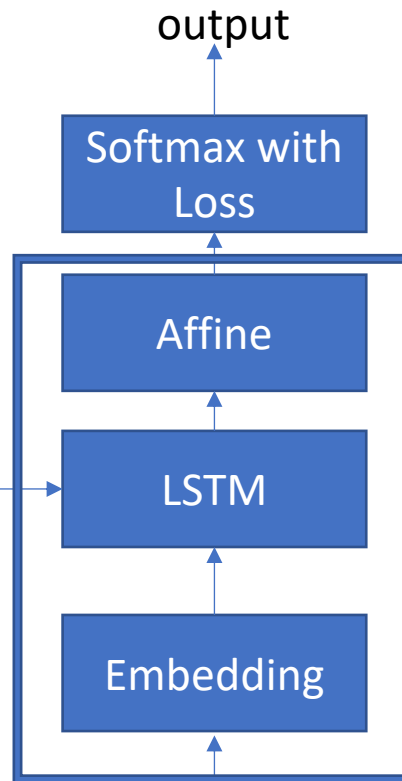 output
Softmax with
Loss
Affine
LSTM
Embedding